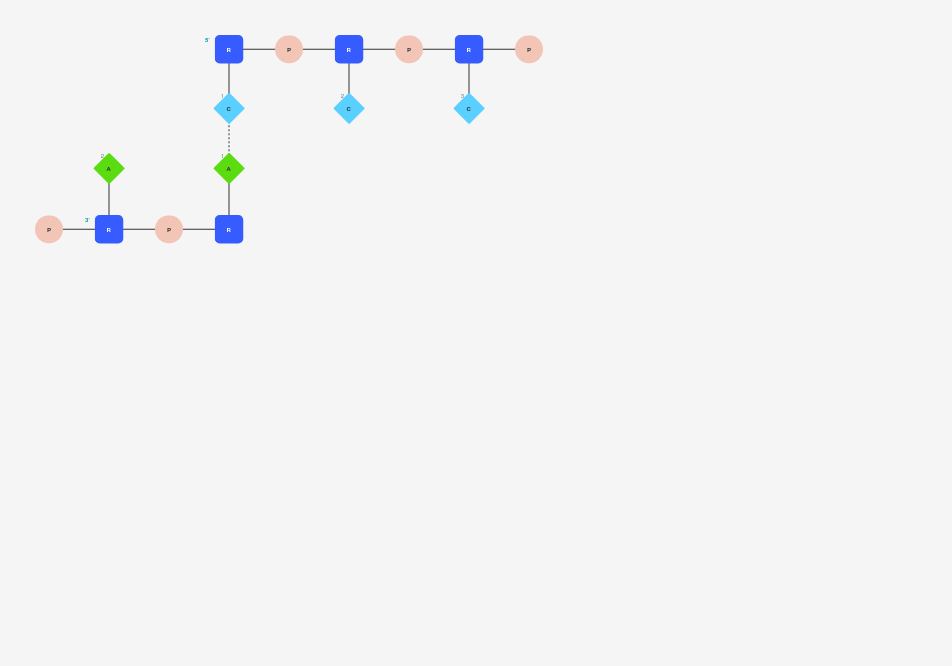 5'
R P R P R P
1 2 3
C C C
2 1
A A
3'
P R P R